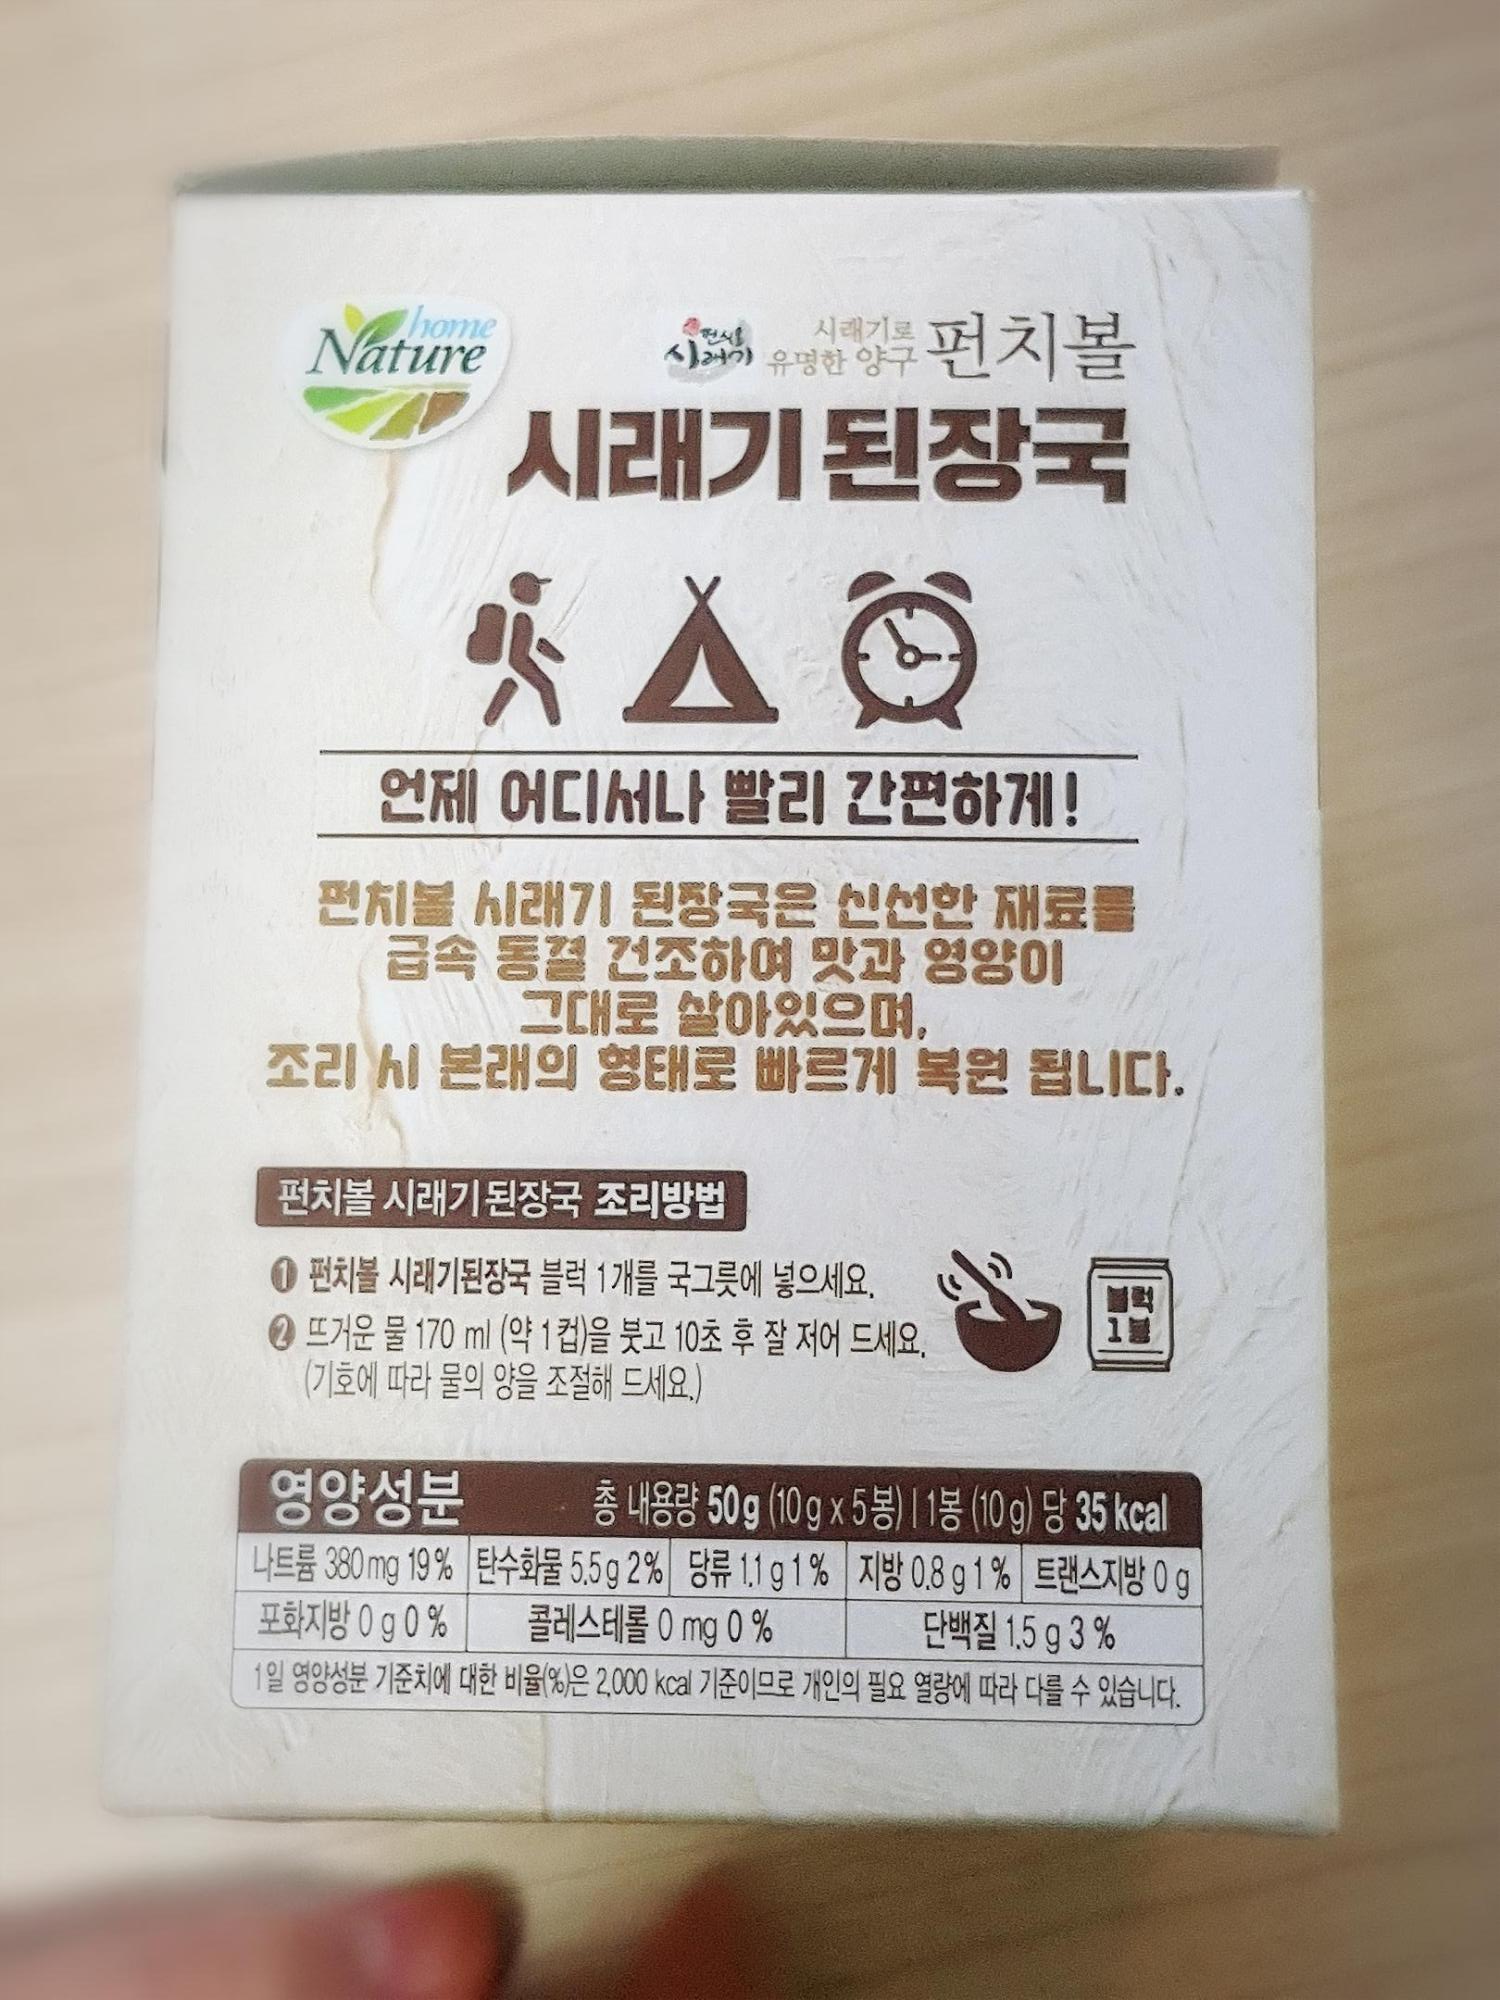 home
Nature
펀치볼
시래기
시래기로
유명한 양구
펀치볼
시래기 된장국
언제 어디서나 빨리 간편하게!
펀치볼 시래기 된장국은 신선한 재료를
급속 동결 건조하여 맛과 영양이
그대로 살아있으며,
조리 시 본래의 형태로 빠르게 복원 됩니다.
펀치볼 시래기된장국 조리방법
❶ 펀치볼 시래기된장국 블럭 1개를 국그릇에 넣으세요.
❷ 뜨거운 물 170 ml (약 1컵)을 붓고 10초 후 잘 저어 드세요.
(기호에 따라 물의 양을 조절해 드세요.)
블럭
1봉
영양성분 총 내용량 50g (10g x 5봉) | 1봉 (10g) 당 35 kcal
나트륨 380mg 19% 탄수화물 5.5g 2% 당류 1.1g 1% 지방 0.8g 1% 트랜스지방 0g
포화지방 0g 0% 콜레스테롤 0mg 0% 단백질 1.5g 3%
1일 영양성분 기준치에 대한 비율(%)은 2,000 kcal 기준이므로 개인의 필요 열량에 따라 다를 수 있습니다.